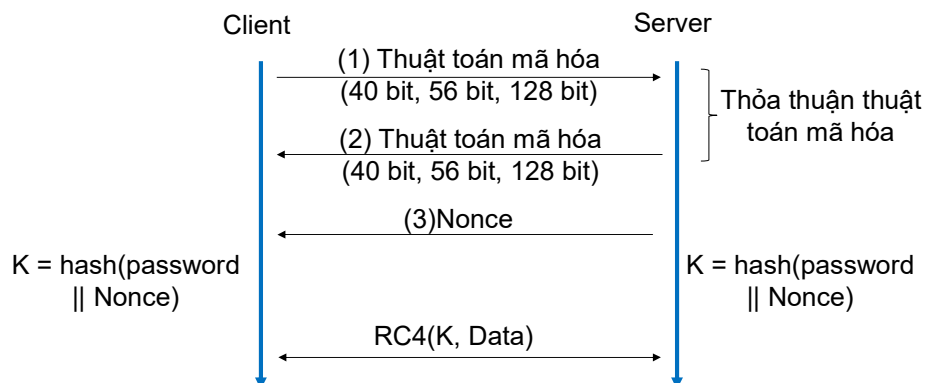 Client
Server
(1) Thuật toán mã hóa
(40 bit, 56 bit, 128 bit)
Thỏa thuận thuật
toán mã hóa
(2) Thuật toán mã hóa
(40 bit, 56 bit, 128 bit)
(3)Nonce
K = hash(password
|| Nonce)
K = hash(password
|| Nonce)
RC4(K, Data)